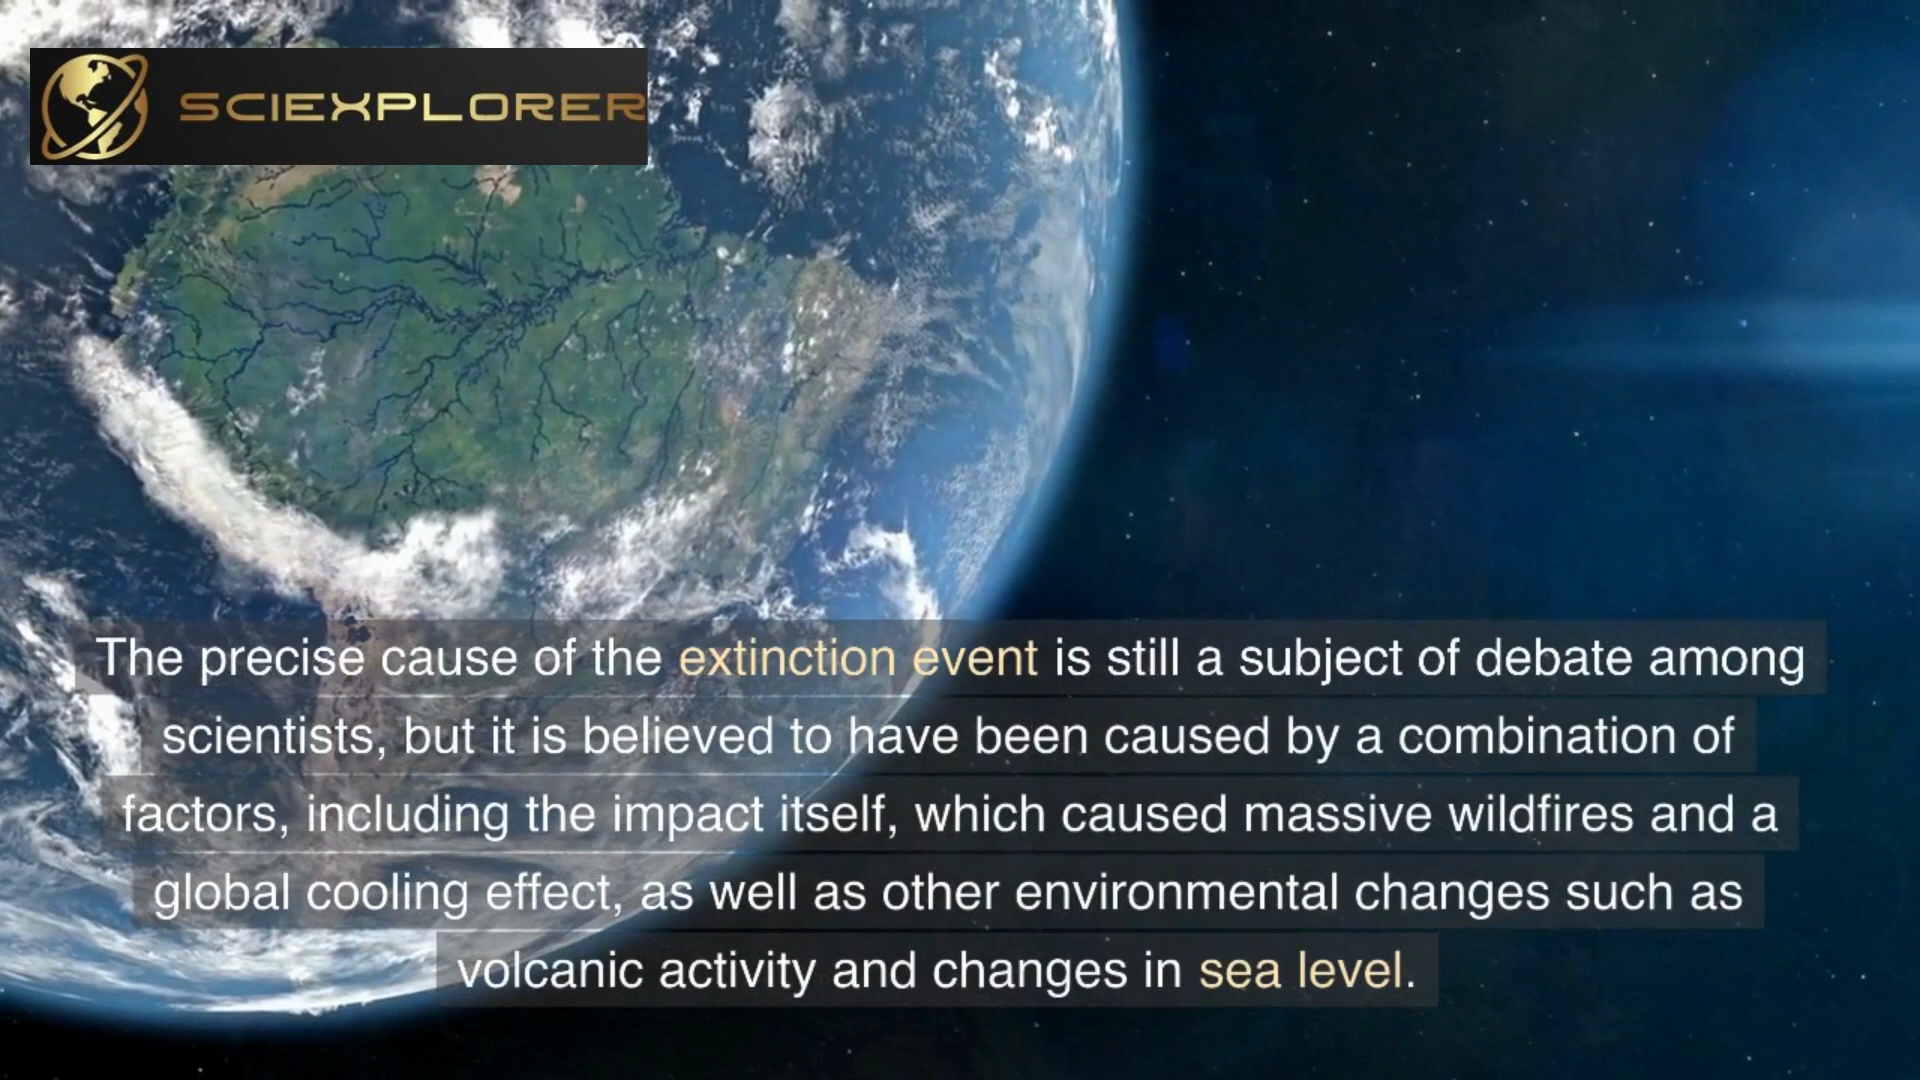 SCIEXPLORER
The precise cause of the extinction event is still a subject of debate among
scientists, but it is believed to have been caused by a combination of
factors, including the impact itself, which caused massive wildfires and a
global cooling effect, as well as other environmental changes such as
volcanic activity and changes in sea level.